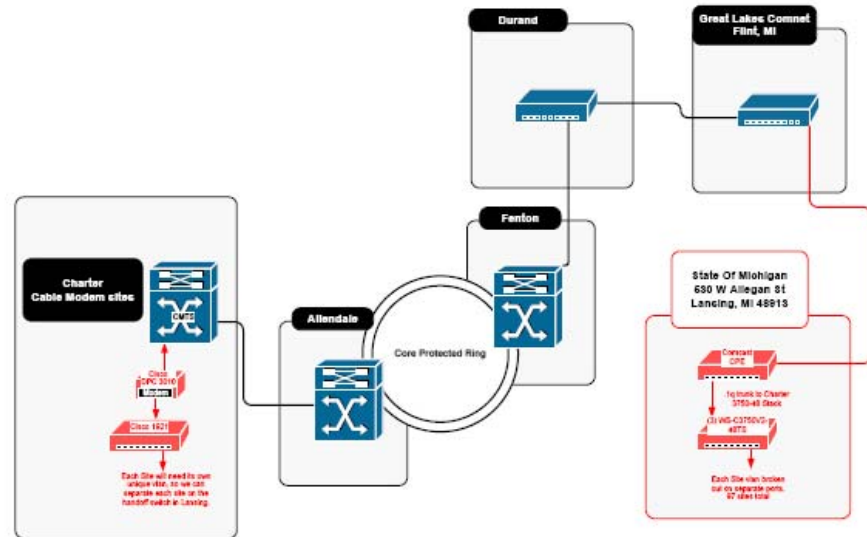 Durand
Great Lakes Comnet
Flint, MI
Fenton
Charter
Cable Modem sites
CMTS
Allendale
Core Protected Ring
State Of Michigan
530 W Allegan St
Lansing, MI 48913
Cisco
DPC 3010
Modem
Cisco 1921
Each Site will need its own
unique vlan, so we can
separate each site on the
handoff switch in Lansing.
Comcast
CPE
.1q trunk to Charter
3750-48 Stack
(2) WS-C3750V2-
48TS
Each Site vlan broken
out on separate ports,
67 sites total